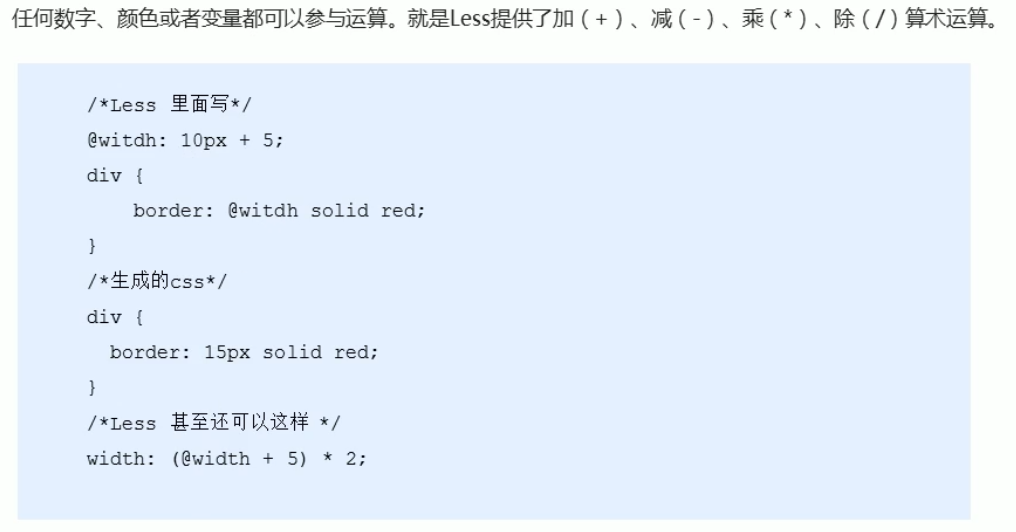 任何数字、颜色或者变量都可以参与运算。就是Less提供了加（+）、减（-）、乘（*）、除（/）算术运算。
/*Less 里面写*/
@witdh: 10px + 5;
div {
    border: @witdh solid red;
}
/*生成的css*/
div {
  border: 15px solid red;
}
/*Less 甚至还可以这样 */
width: (@width + 5) * 2;